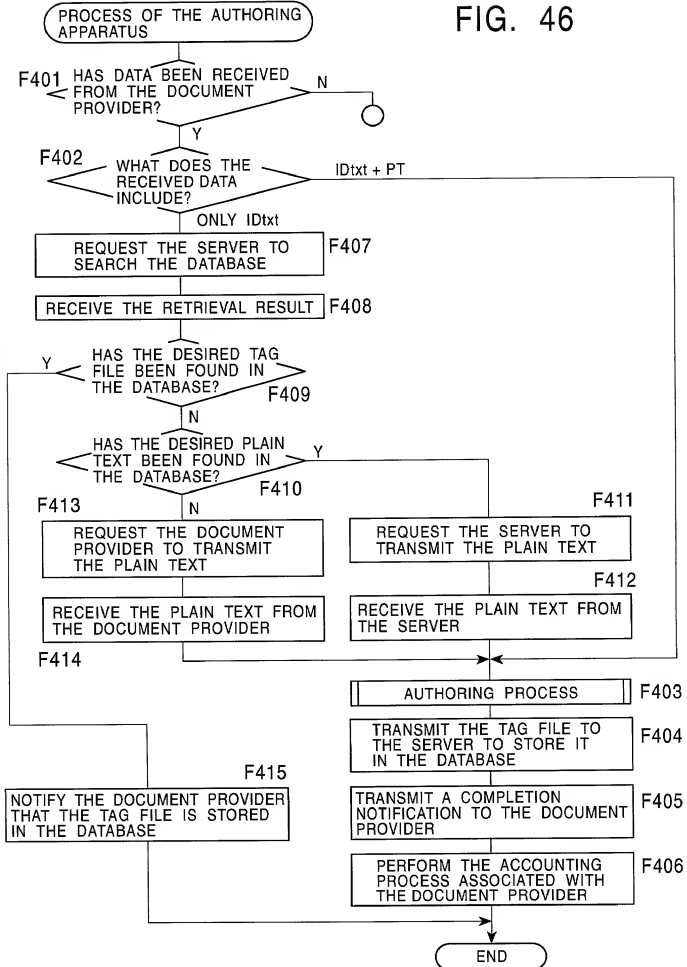 FIG. 46
PROCESS OF THE AUTHORING
APPARATUS
F401
HAS DATA BEEN RECEIVED
FROM THE DOCUMENT
PROVIDER?
N
Y
F402
WHAT DOES THE
RECEIVED DATA
INCLUDE?
IDtxt + PT
ONLY IDtxt
REQUEST THE SERVER TO
SEARCH THE DATABASE
F407
RECEIVE THE RETRIEVAL RESULT
F408
Y
HAS THE DESIRED TAG
FILE BEEN FOUND IN
THE DATABASE?
F409
N
HAS THE DESIRED PLAIN
TEXT BEEN FOUND IN
THE DATABASE?
Y
F410
N
F413
REQUEST THE DOCUMENT
PROVIDER TO TRANSMIT
THE PLAIN TEXT
F411
REQUEST THE SERVER TO
TRANSMIT THE PLAIN TEXT
RECEIVE THE PLAIN TEXT FROM
THE DOCUMENT PROVIDER
F414
F412
RECEIVE THE PLAIN TEXT FROM
THE SERVER
AUTHORING PROCESS
F403
TRANSMIT THE TAG FILE TO
THE SERVER TO STORE IT
IN THE DATABASE
F404
F415
NOTIFY THE DOCUMENT PROVIDER
THAT THE TAG FILE IS STORED
IN THE DATABASE
TRANSMIT A COMPLETION
NOTIFICATION TO THE DOCUMENT
PROVIDER
F405
PERFORM THE ACCOUNTING
PROCESS ASSOCIATED WITH
THE DOCUMENT PROVIDER
F406
END